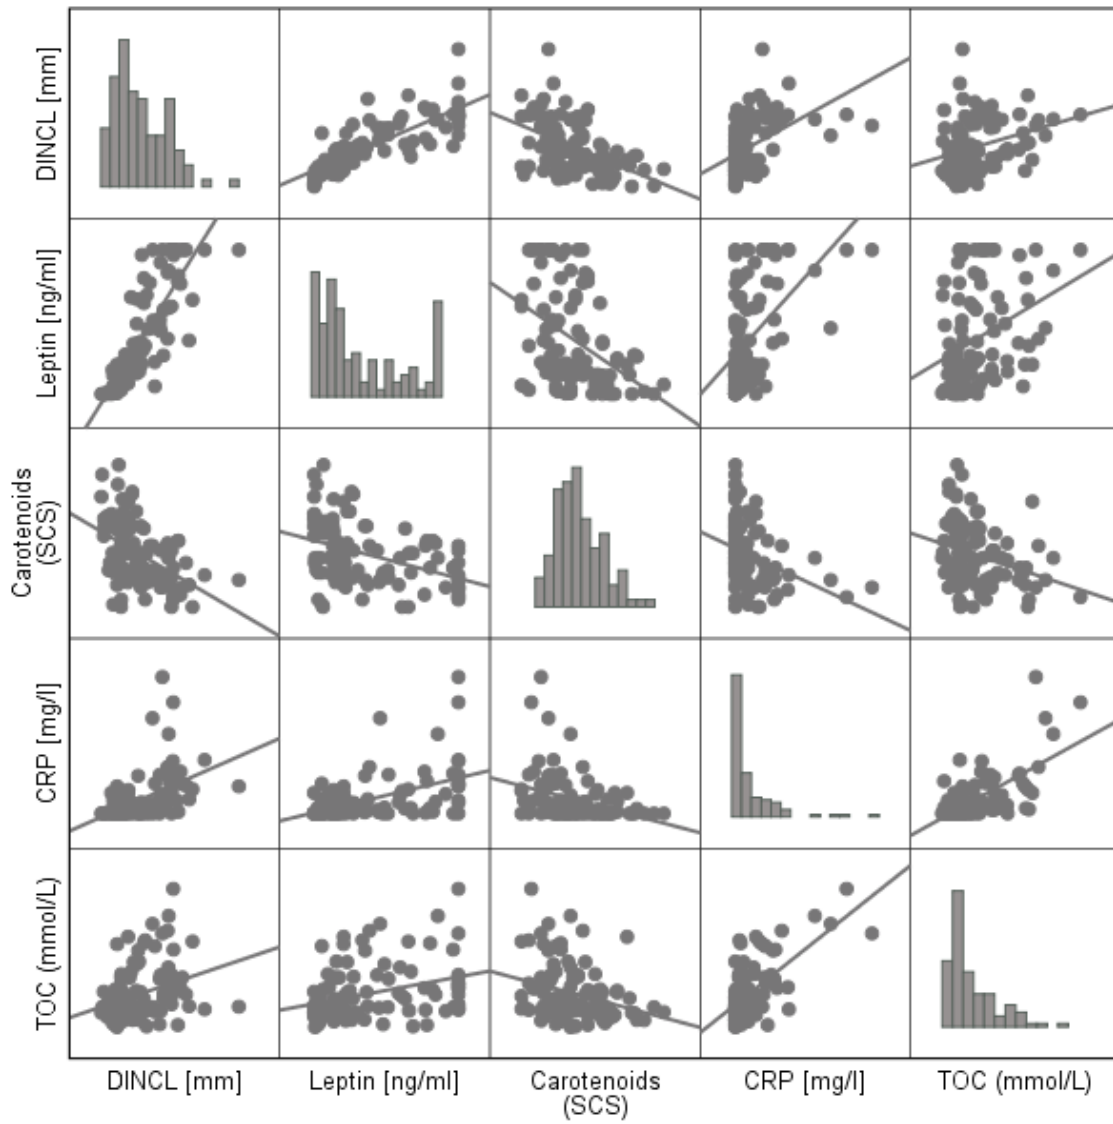 DINCL [mm]
Leptin [ng/ml]
Carotenoids
(SCS)
CRP [mg/l]
TOC (mmol/L)
DINCL [mm]
Leptin [ng/ml]
Carotenoids
(SCS)
CRP [mg/l]
TOC (mmol/L)